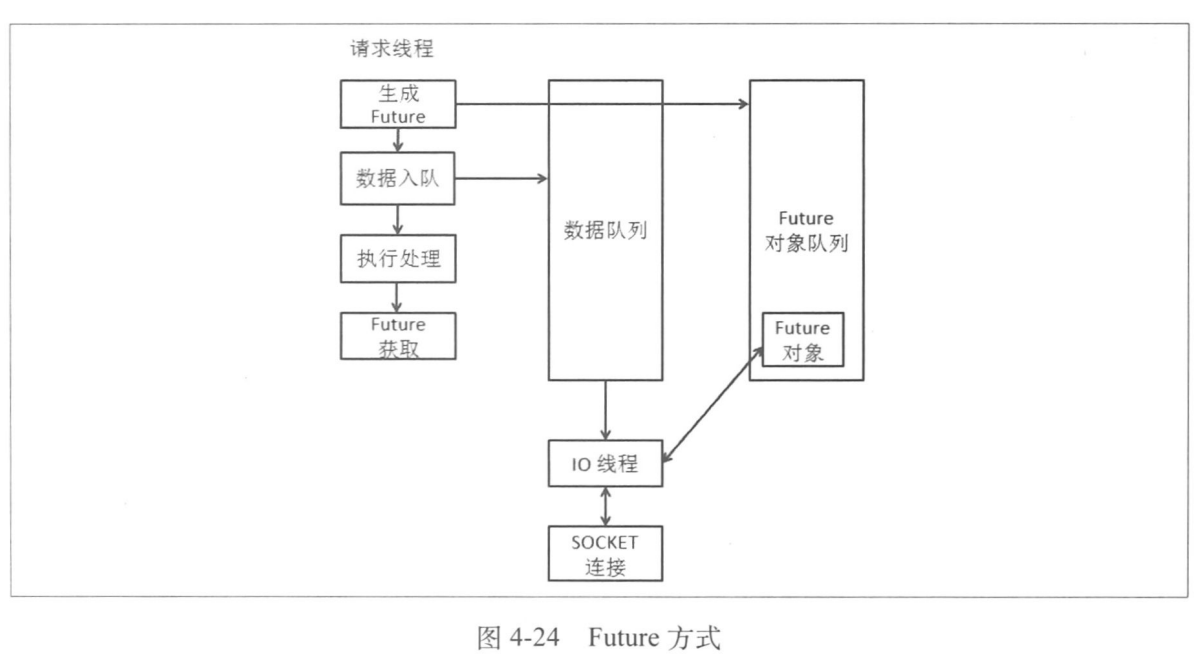 请求线程
生成
Future
数据入队
执行处理
Future
获取
数据队列
Future
对象队列
Future
对象
IO 线程
SOCKET
连接
图 4-24 Future 方式